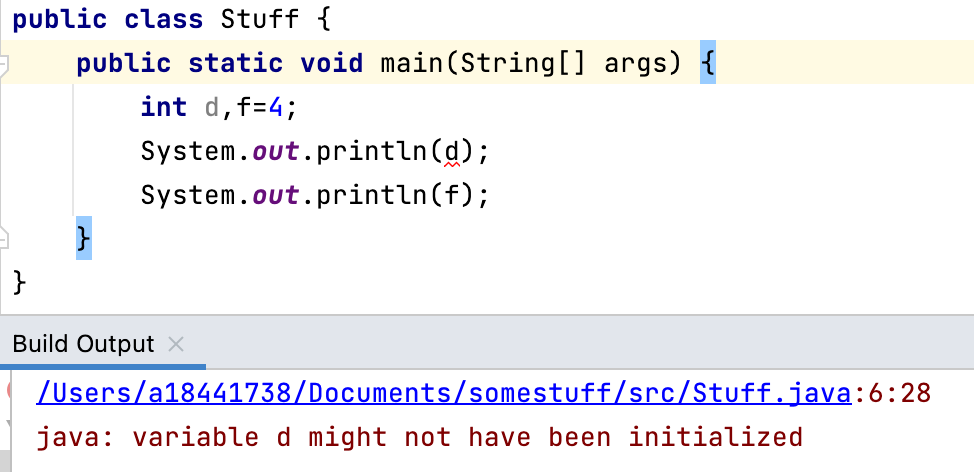 public class Stuff {
public static void main(String[] args) {
int d,f=4;
System.out.println(d);
System.out.println(f);
}
}
Build Output ×
/Users/a18441738/Documents/somestuff/src/Stuff.java:6:28
java: variable d might not have been initialized